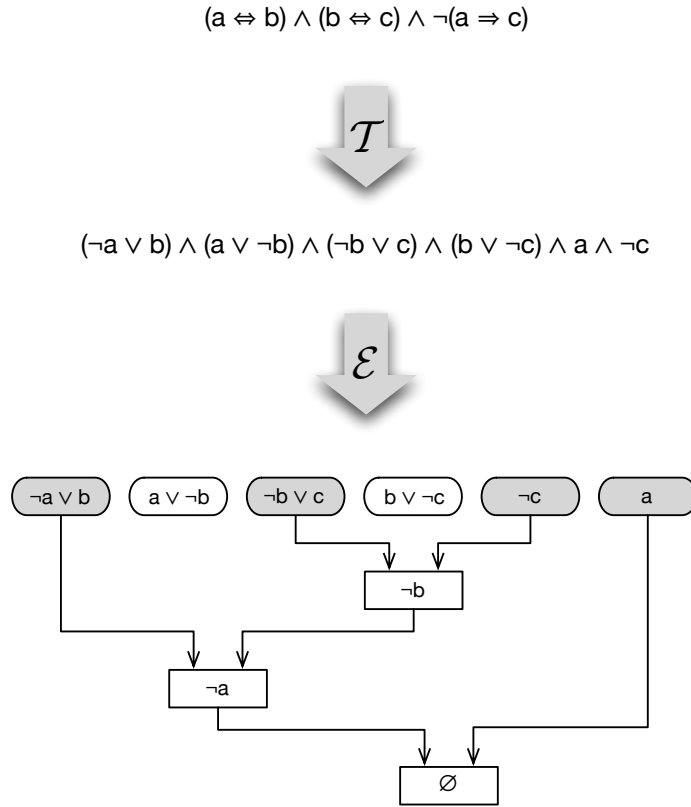 (a ⇔ b) ∧ (b ⇔ c) ∧ ¬(a ⇒ c)
𝒯
(¬a ∨ b) ∧ (a ∨ ¬b) ∧ (¬b ∨ c) ∧ (b ∨ ¬c) ∧ a ∧ ¬c
ℰ
¬a ∨ b a ∨ ¬b ¬b ∨ c b ∨ ¬c ¬c a
¬b
¬a
∅